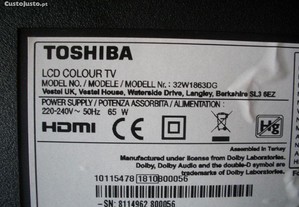 CustoJusto.pt
TOSHIBA
LCD COLOUR TV
MODEL NO. / MODELE / MODELL Nr. : 32W1863DG
Vestel UK, Vestel House, Waterside Drive, Langley, Berkshire SL3 6EZ
POWER SUPPLY / POTENZA ASSORBITA / ALIMENTATION :
220-240V~ 50Hz 65 W
HDMI CE Hg
Assembled in Turkey
Manufactured under license from Dolby Laboratories.
Dolby, Dolby Audio and the double-D symbol are
trademarks of Dolby Laboratories.
10115478 1810 B00056
-SN: 8114962 800056